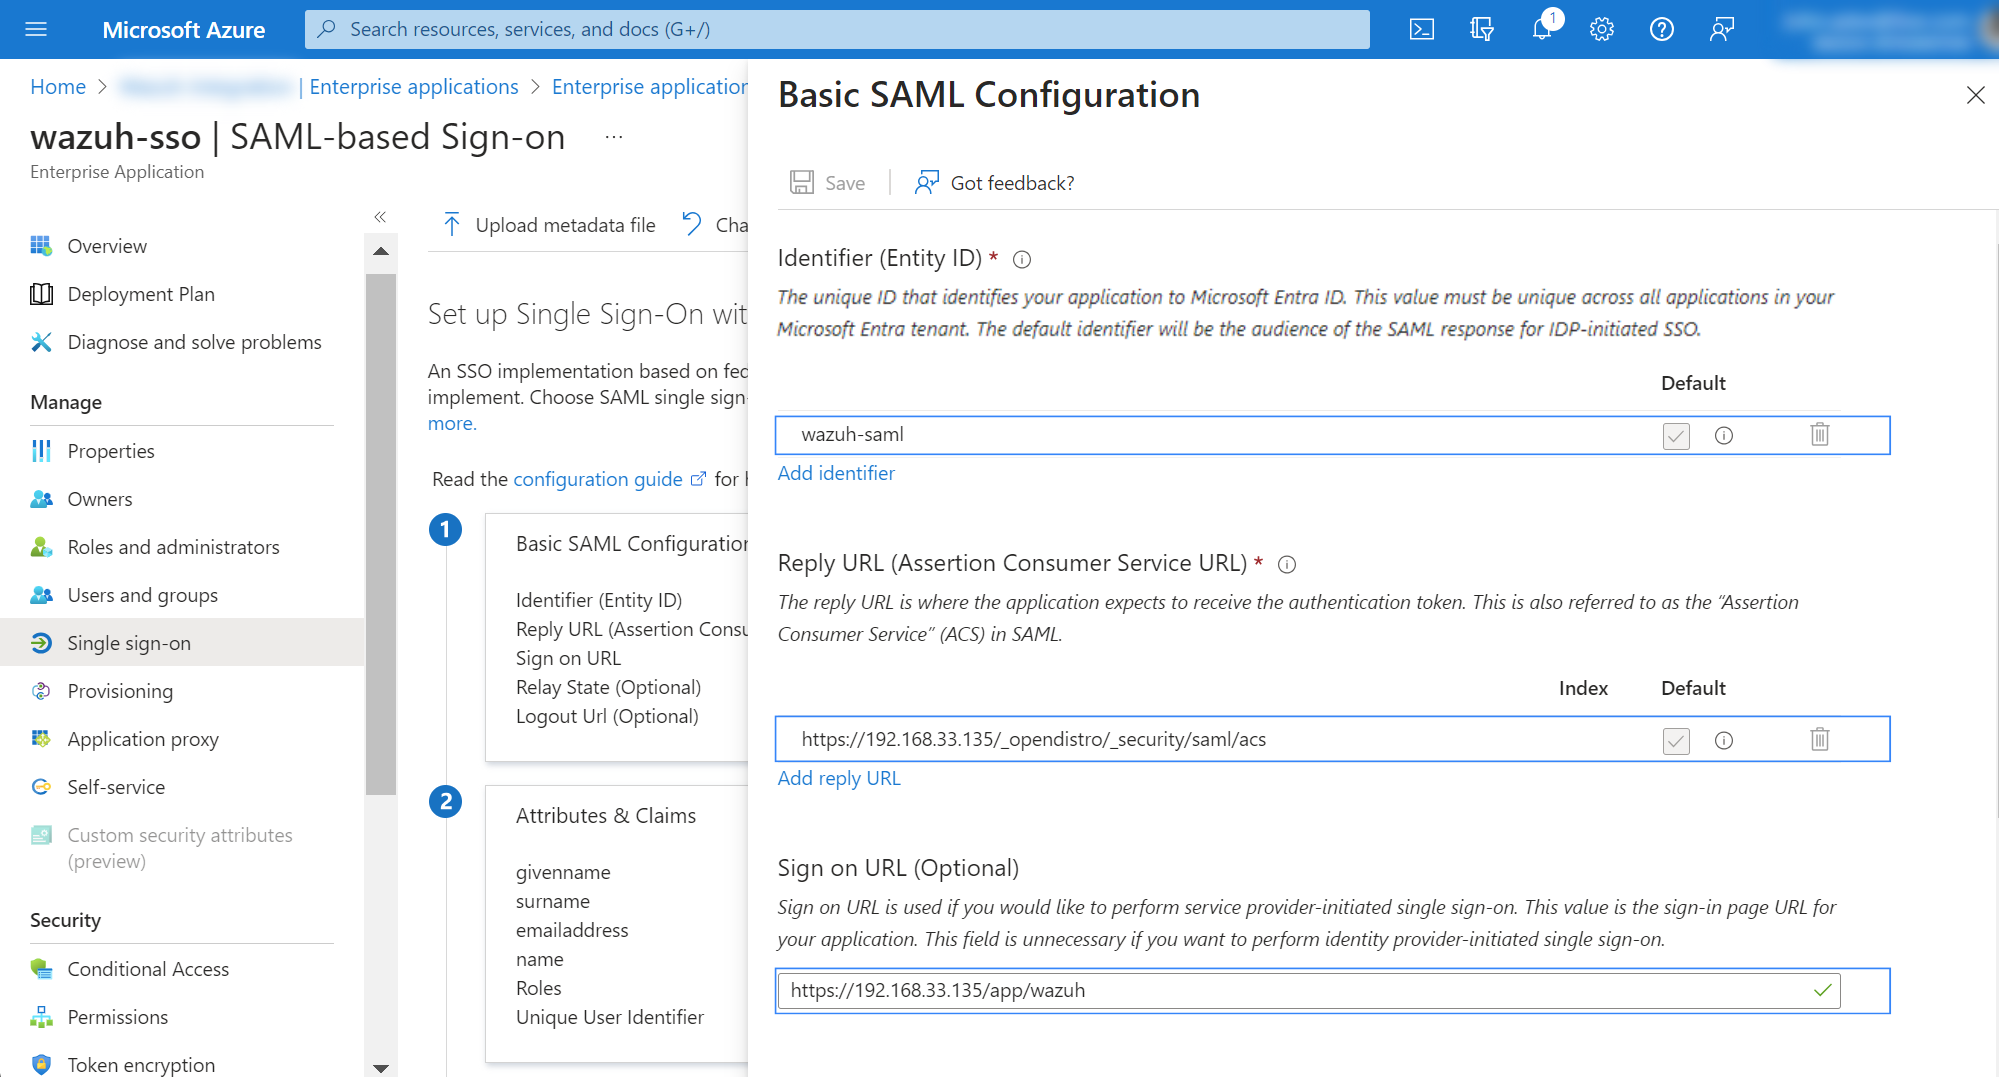 Microsoft Azure
Search resources, services, and docs (G+/)
1
Home > | Enterprise applications > Enterprise application
wazuh-sso | SAML-based Sign-on ...
Enterprise Application
«
Overview
Deployment Plan
Diagnose and solve problems
Manage
Properties
Owners
Roles and administrators
Users and groups
Single sign-on
Provisioning
Application proxy
Self-service
Custom security attributes
(preview)
Security
Conditional Access
Permissions
Token encryption
Upload metadata file Cha
Set up Single Sign-On wit
An SSO implementation based on fed
implement. Choose SAML single sign-
more.
Read the configuration guide for h
1
Basic SAML Configuration
Identifier (Entity ID)
Reply URL (Assertion Consu
Sign on URL
Relay State (Optional)
Logout Url (Optional)
2
Attributes & Claims
givenname
surname
emailaddress
name
Roles
Unique User Identifier
Basic SAML Configuration
Save Got feedback?
Identifier (Entity ID) *
The unique ID that identifies your application to Microsoft Entra ID. This value must be unique across all applications in your
Microsoft Entra tenant. The default identifier will be the audience of the SAML response for IDP-initiated SSO.
Default
wazuh-saml
Add identifier
Reply URL (Assertion Consumer Service URL) *
The reply URL is where the application expects to receive the authentication token. This is also referred to as the “Assertion
Consumer Service” (ACS) in SAML.
Index Default
https://192.168.33.135/_opendistro/_security/saml/acs
Add reply URL
Sign on URL (Optional)
Sign on URL is used if you would like to perform service provider-initiated single sign-on. This value is the sign-in page URL for
your application. This field is unnecessary if you want to perform identity provider-initiated single sign-on.
https://192.168.33.135/app/wazuh